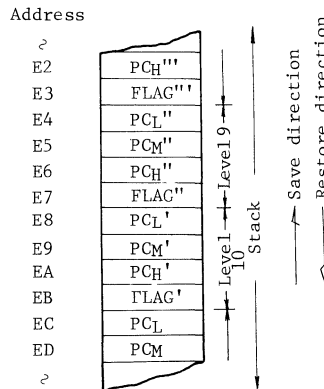 Address
E2 PCH'''
E3 FLAG'''
E4 PCL''
E5 PCM''
E6 PCH''
E7 FLAG''
E8 PCL'
E9 PCM'
EA PCH'
EB FLAG'
EC PCL
ED PCM
Level 9
Level 10
Stack
Save direction
Restore direction